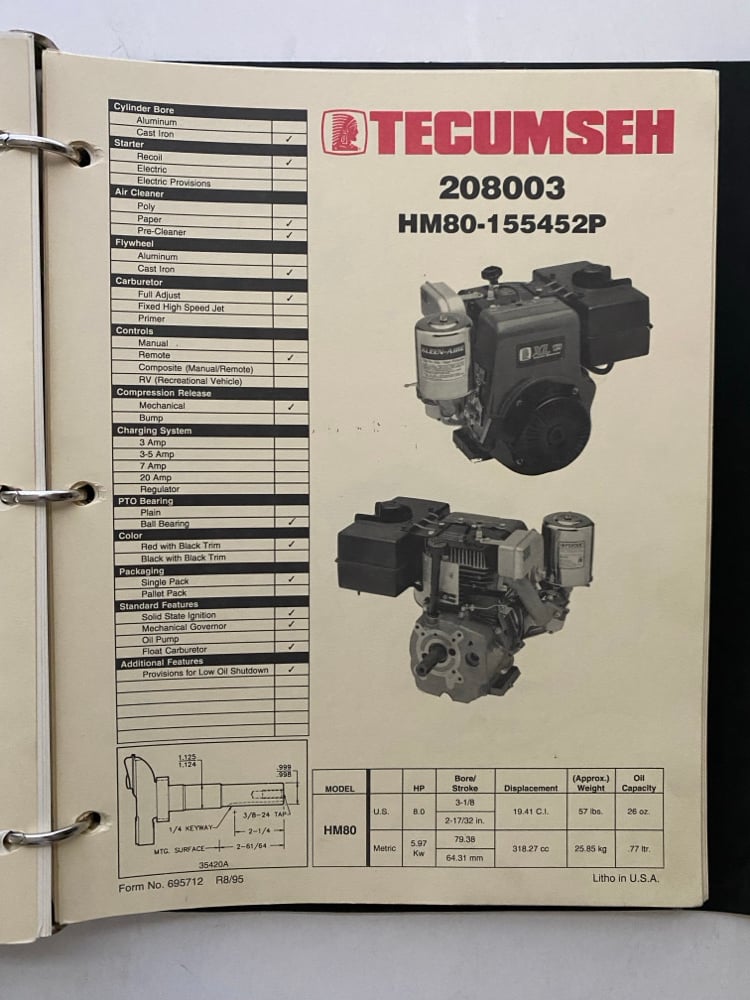 Cylinder Bore
Aluminum
Cast Iron ✓
Starter
Recoil ✓
Electric
Electric Provisions
Air Cleaner
Poly
Paper ✓
Pre-Cleaner ✓
Flywheel
Aluminum
Cast Iron ✓
Carburetor
Full Adjust ✓
Fixed High Speed Jet
Primer
Controls
Manual
Remote ✓
Composite (Manual/Remote)
RV (Recreational Vehicle)
Compression Release
Mechanical ✓
Bump
Charging System
3 Amp
3-5 Amp
7 Amp
20 Amp
Regulator
PTO Bearing
Plain
Ball Bearing ✓
Color
Red with Black Trim ✓
Black with Black Trim
Packaging
Single Pack ✓
Pallet Pack
Standard Features
Solid State Ignition ✓
Mechanical Governor ✓
Oil Pump
Float Carburetor ✓
Additional Features
Provisions for Low Oil Shutdown ✓
1.125
1.124
.999
.998
3/8-24 TAP
1/4 KEYWAY
2-1/4
MTG. SURFACE
2-61/64
35420A
Form No. 695712 R8/95
TECUMSEH
208003
HM80-155452P
KLEEN-AIRE
XL
MODEL HP Bore/ Stroke Displacement (Approx.) Weight Oil Capacity
HM80
U.S. 8.0 3-1/8 2-17/32 in. 19.41 C.I. 57 lbs. 26 oz.
Metric 5.97 Kw 79.38 64.31 mm 318.27 cc 25.85 kg .77 ltr.
Litho in U.S.A.